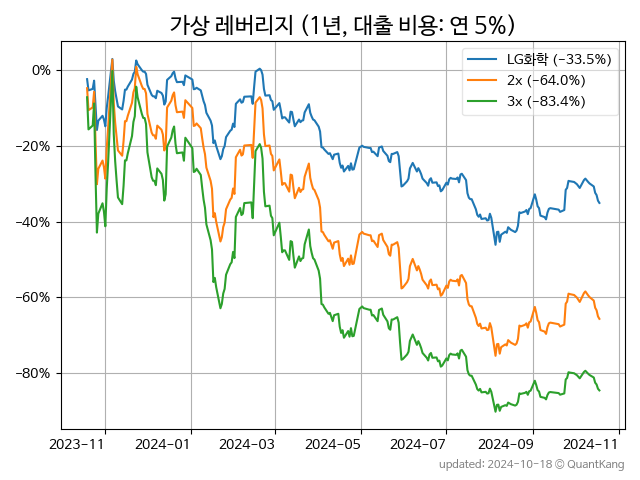 가상 레버리지 (1년, 대출 비용: 연 5%)
LG화학 (−33.5%)
2x (−64.0%)
3x (−83.4%)
0%
−20%
−40%
−60%
−80%
2023-11
2024-01
2024-03
2024-05
2024-07
2024-09
2024-11
updated: 2024-10-18 © QuantKang